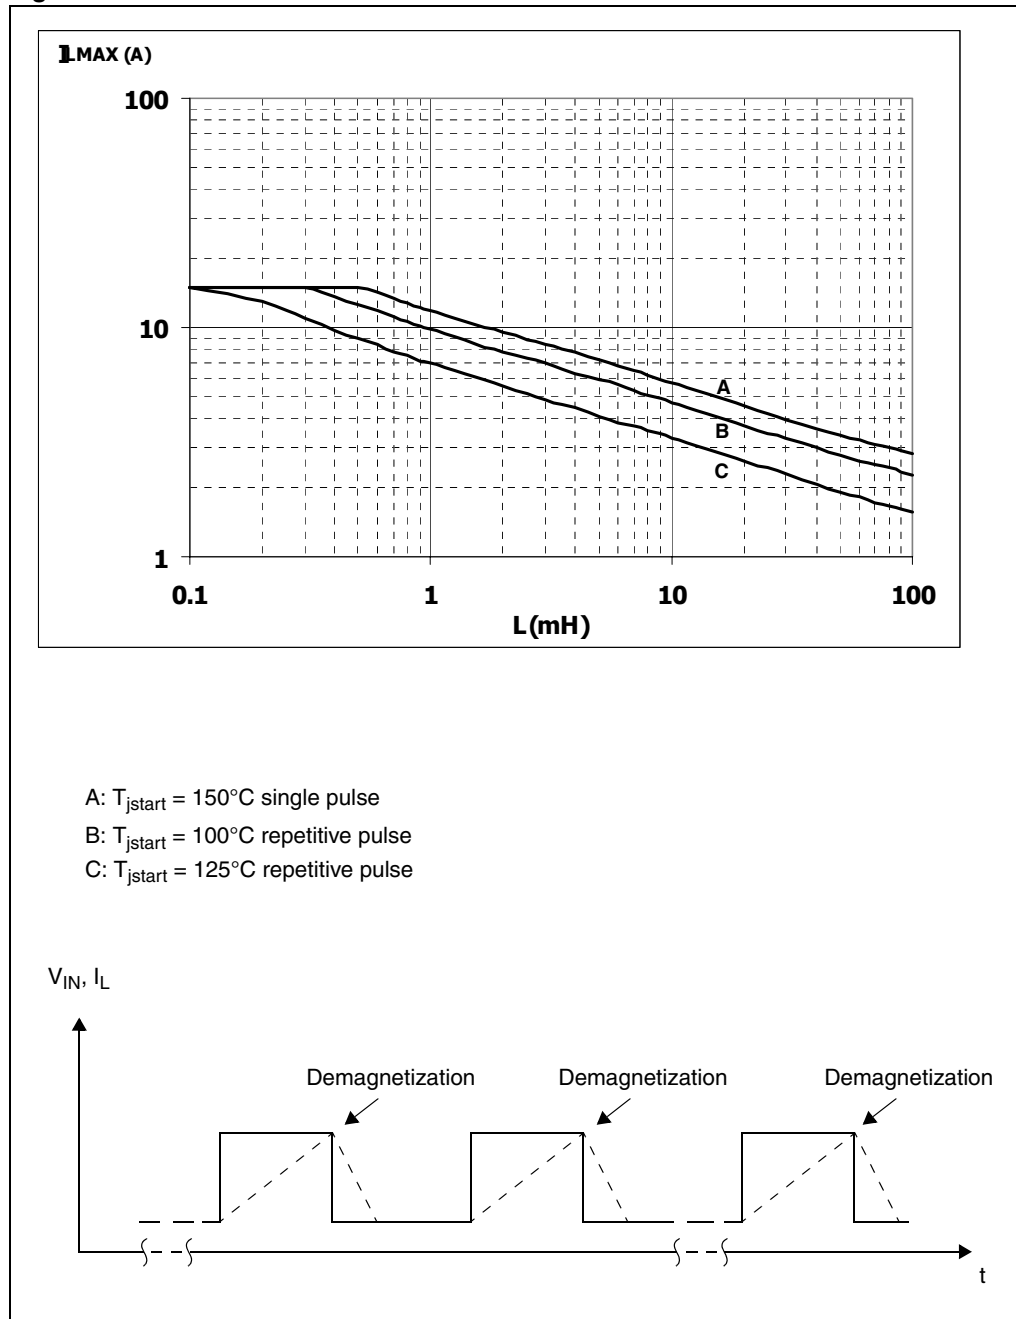 ILMAX (A)
100
10
1
A
B
C
0.1 1 10 100
L(mH)
A: Tjstart = 150°C single pulse
B: Tjstart = 100°C repetitive pulse
C: Tjstart = 125°C repetitive pulse
VIN, IL
Demagnetization Demagnetization Demagnetization
t